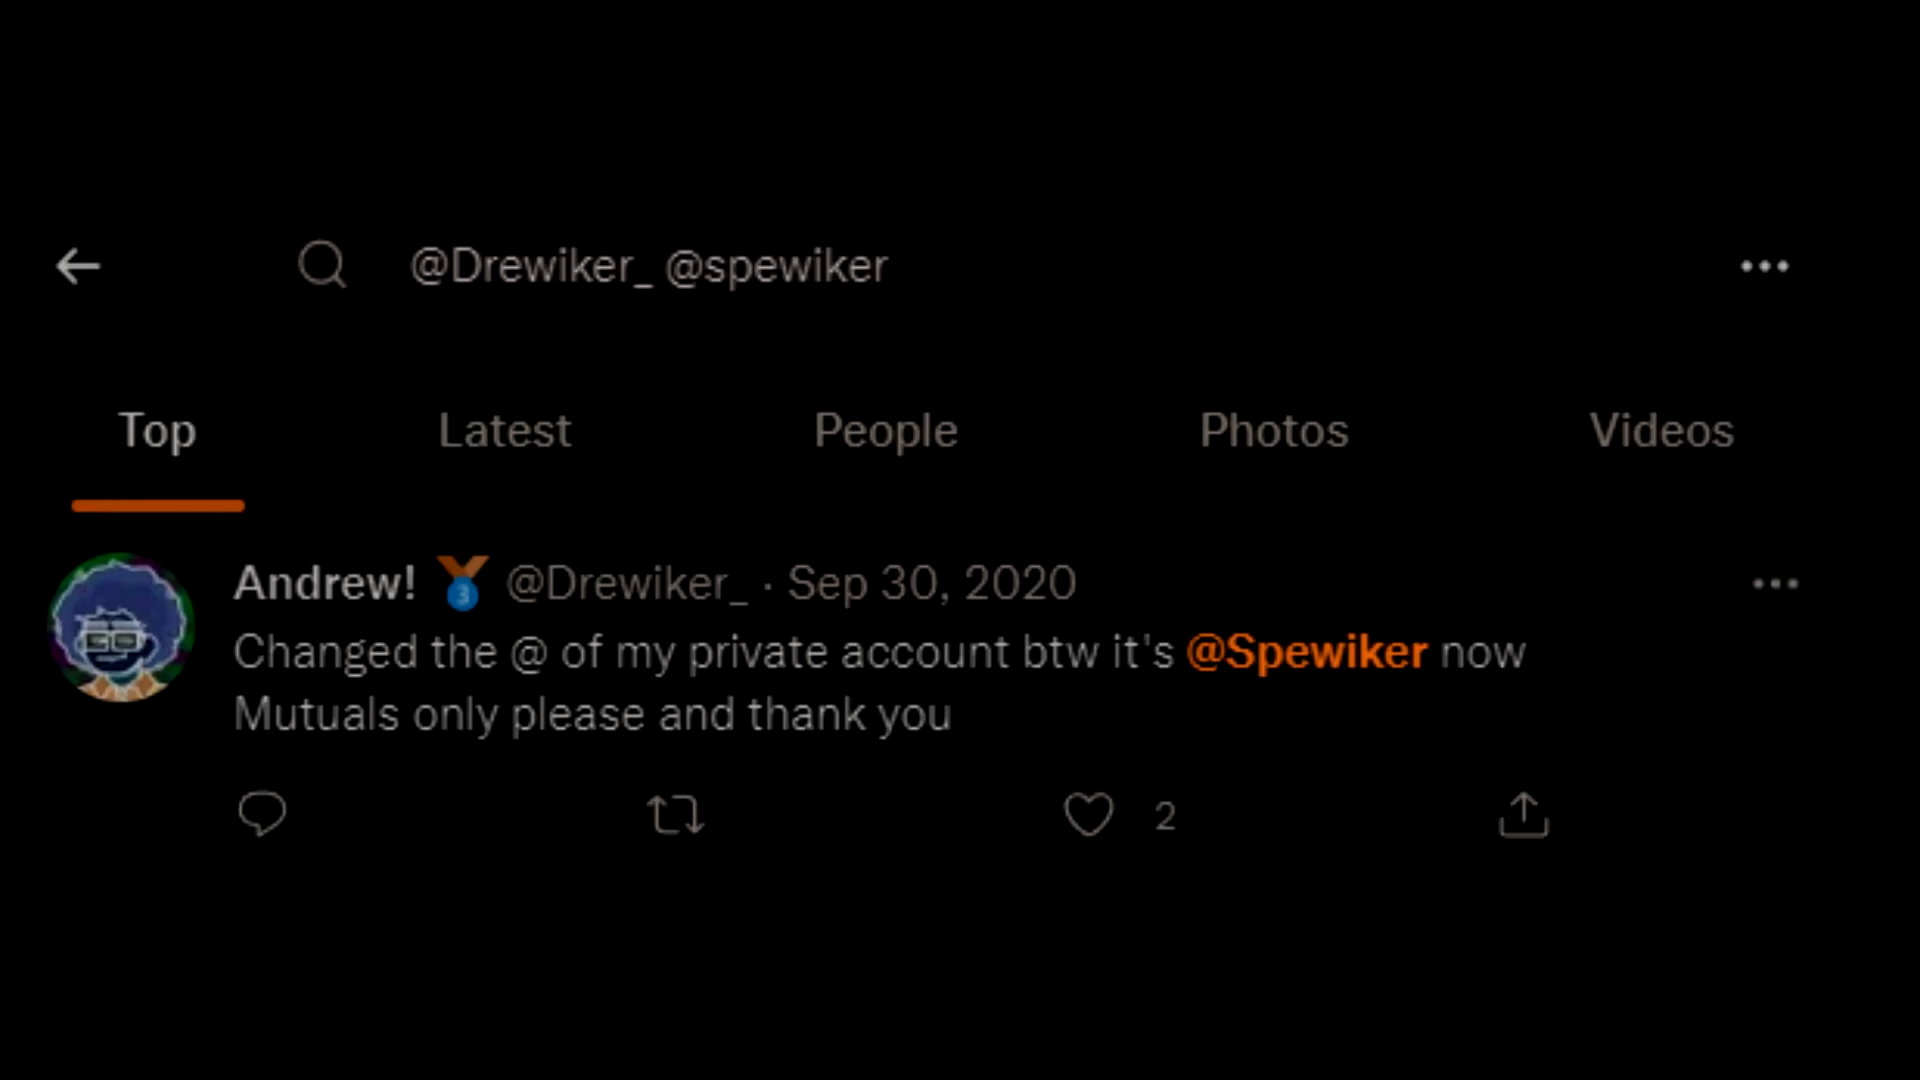 @Drewiker_ @spewiker
Top Latest People Photos Videos
Andrew! 🥉 @Drewiker_ · Sep 30, 2020
Changed the @ of my private account btw it's @Spewiker now
Mutuals only please and thank you
2